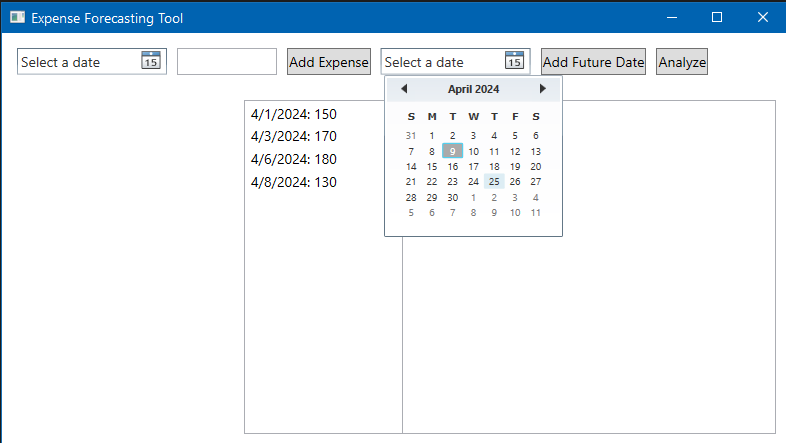 Expense Forecasting Tool
Select a date 15 Add Expense Select a date 15 Add Future Date Analyze
April 2024
S M T W T F S
31 1 2 3 4 5 6
7 8 9 10 11 12 13
14 15 16 17 18 19 20
21 22 23 24 25 26 27
28 29 30 1 2 3 4
5 6 7 8 9 10 11
4/1/2024: 150
4/3/2024: 170
4/6/2024: 180
4/8/2024: 130